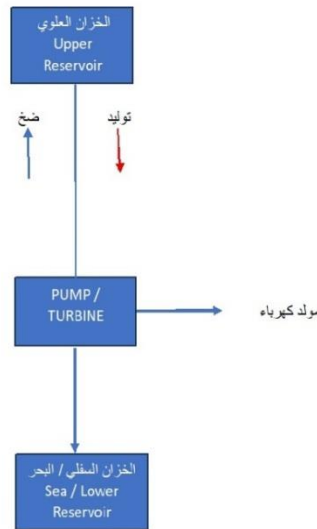 الخزان العلوي
Upper
Reservoir
ضخ
توليد
PUMP /
TURBINE
مولد كهرباء
الخزان السفلي / البحر
Sea / Lower
Reservoir